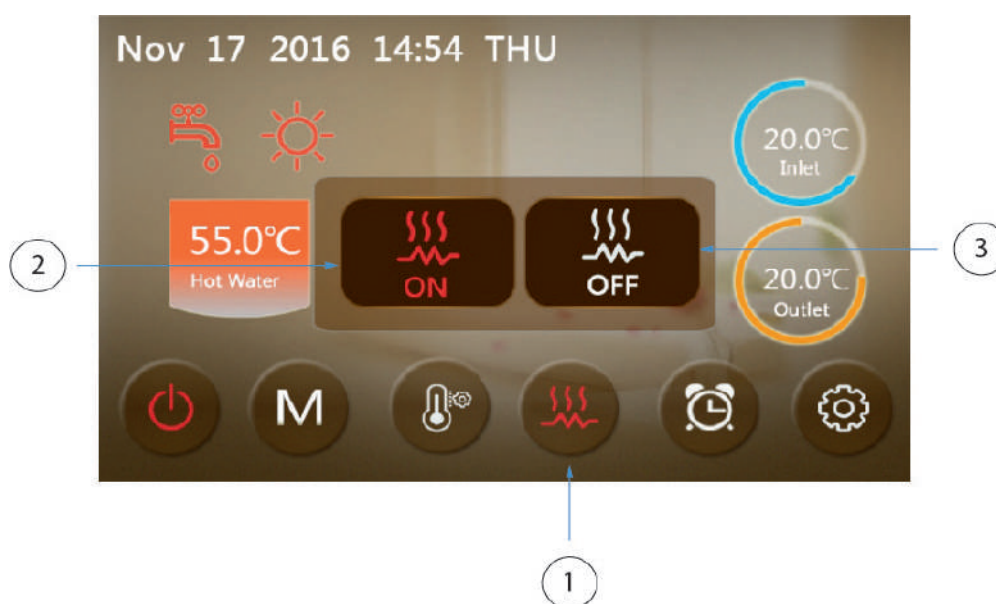 Nov 17 2016 14:54 THU
20.0℃
Inlet
55.0℃
Hot Water
ON
OFF
20.0℃
Outlet
2
3
M
1